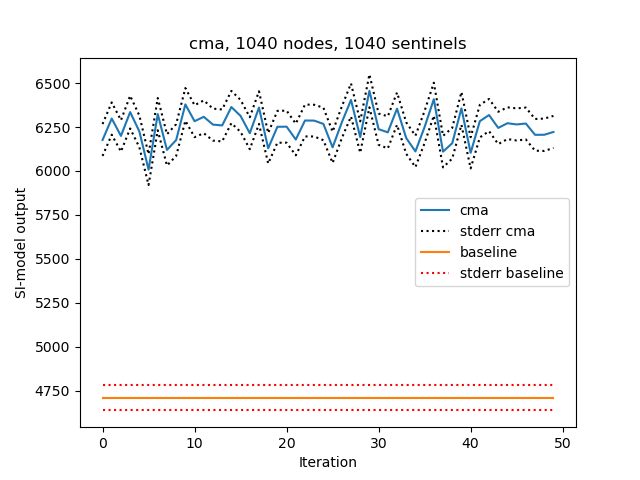 cma, 1040 nodes, 1040 sentinels
6500
6250
6000
5750
5500
5250
5000
4750
SI-model output
cma
stderr cma
baseline
stderr baseline
0 10 20 30 40 50
Iteration